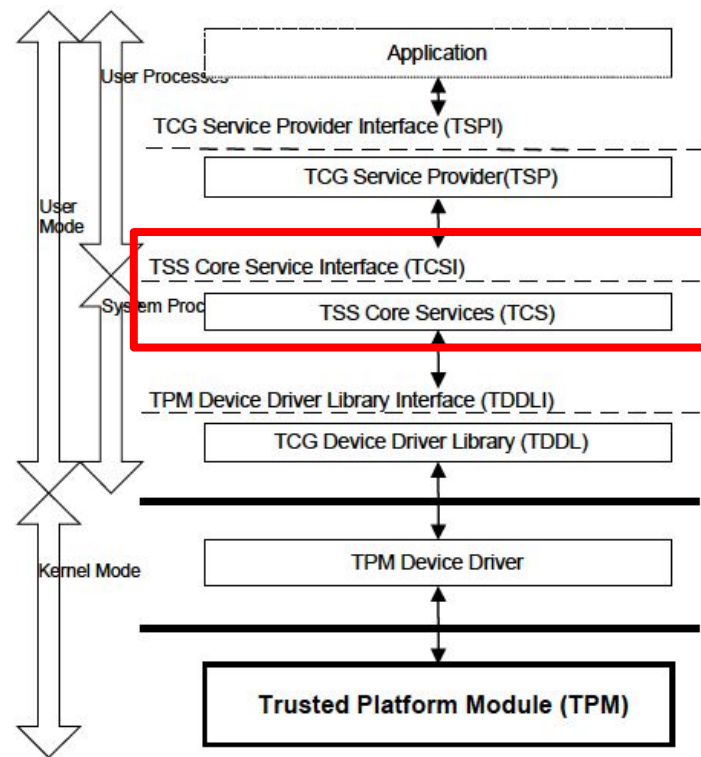 Application
User Processes
TCG Service Provider Interface (TSPI)
TCG Service Provider(TSP)
User
Mode
TSS Core Service Interface (TCSI)
System Proc
TSS Core Services (TCS)
TPM Device Driver Library Interface (TDDLI)
TCG Device Driver Library (TDDL)
TPM Device Driver
Kernel Mode
Trusted Platform Module (TPM)